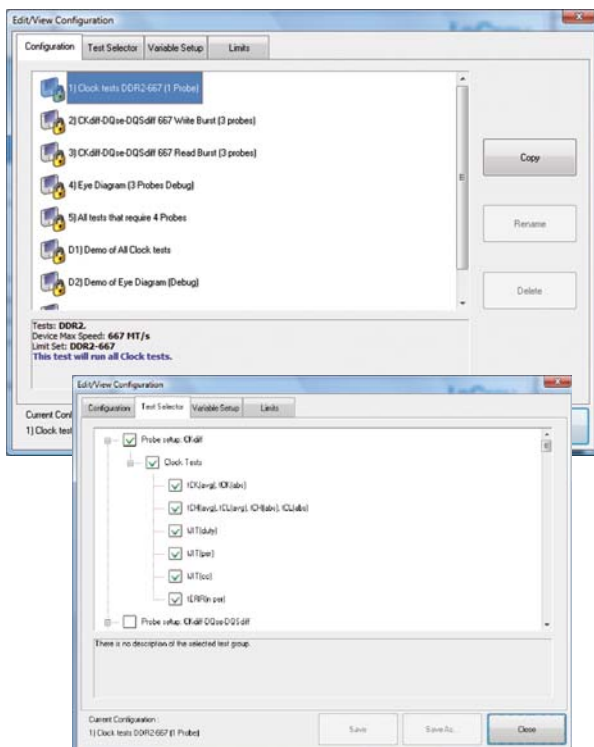 Edit/View Configuration
Configuration Test Selector Variable Setup Limits
1) Clock tests DDR2-667 (1 Probe)
2) CKdiff-DQse-DQSdiff 667 Write Burst (3 probes)
3) CKdiff-DQse-DQSdiff 667 Read Burst (3 probes)
4) Eye Diagram (3 Probes Debug)
5) All tests that require 4 Probes
D1) Demo of All Clock tests
D2) Demo of Eye Diagram (Debug)
Copy
Rename
Delete
Tests: DDR2.
Device Max Speed: 667 MT/s
Limit Set: DDR2-667
This test will run all Clock tests.
Current Conf
1) Clock test
Edit/View Configuration
Configuration Test Selector Variable Setup Limits
Probe setup: CKdiff
Clock Tests
tCK(avg), tCK(abs)
tCH(avg), tCL(avg), tCH(abs), tCL(abs)
tJIT(duty)
tJIT(per)
tJIT(cc)
tERR(n per)
Probe setup: CKdiff-DQse-DQSdiff
There is no description of the selected test group.
Current Configuration :
1) Clock tests DDR2-667 (1 Probe)
Save
Save As...
Close